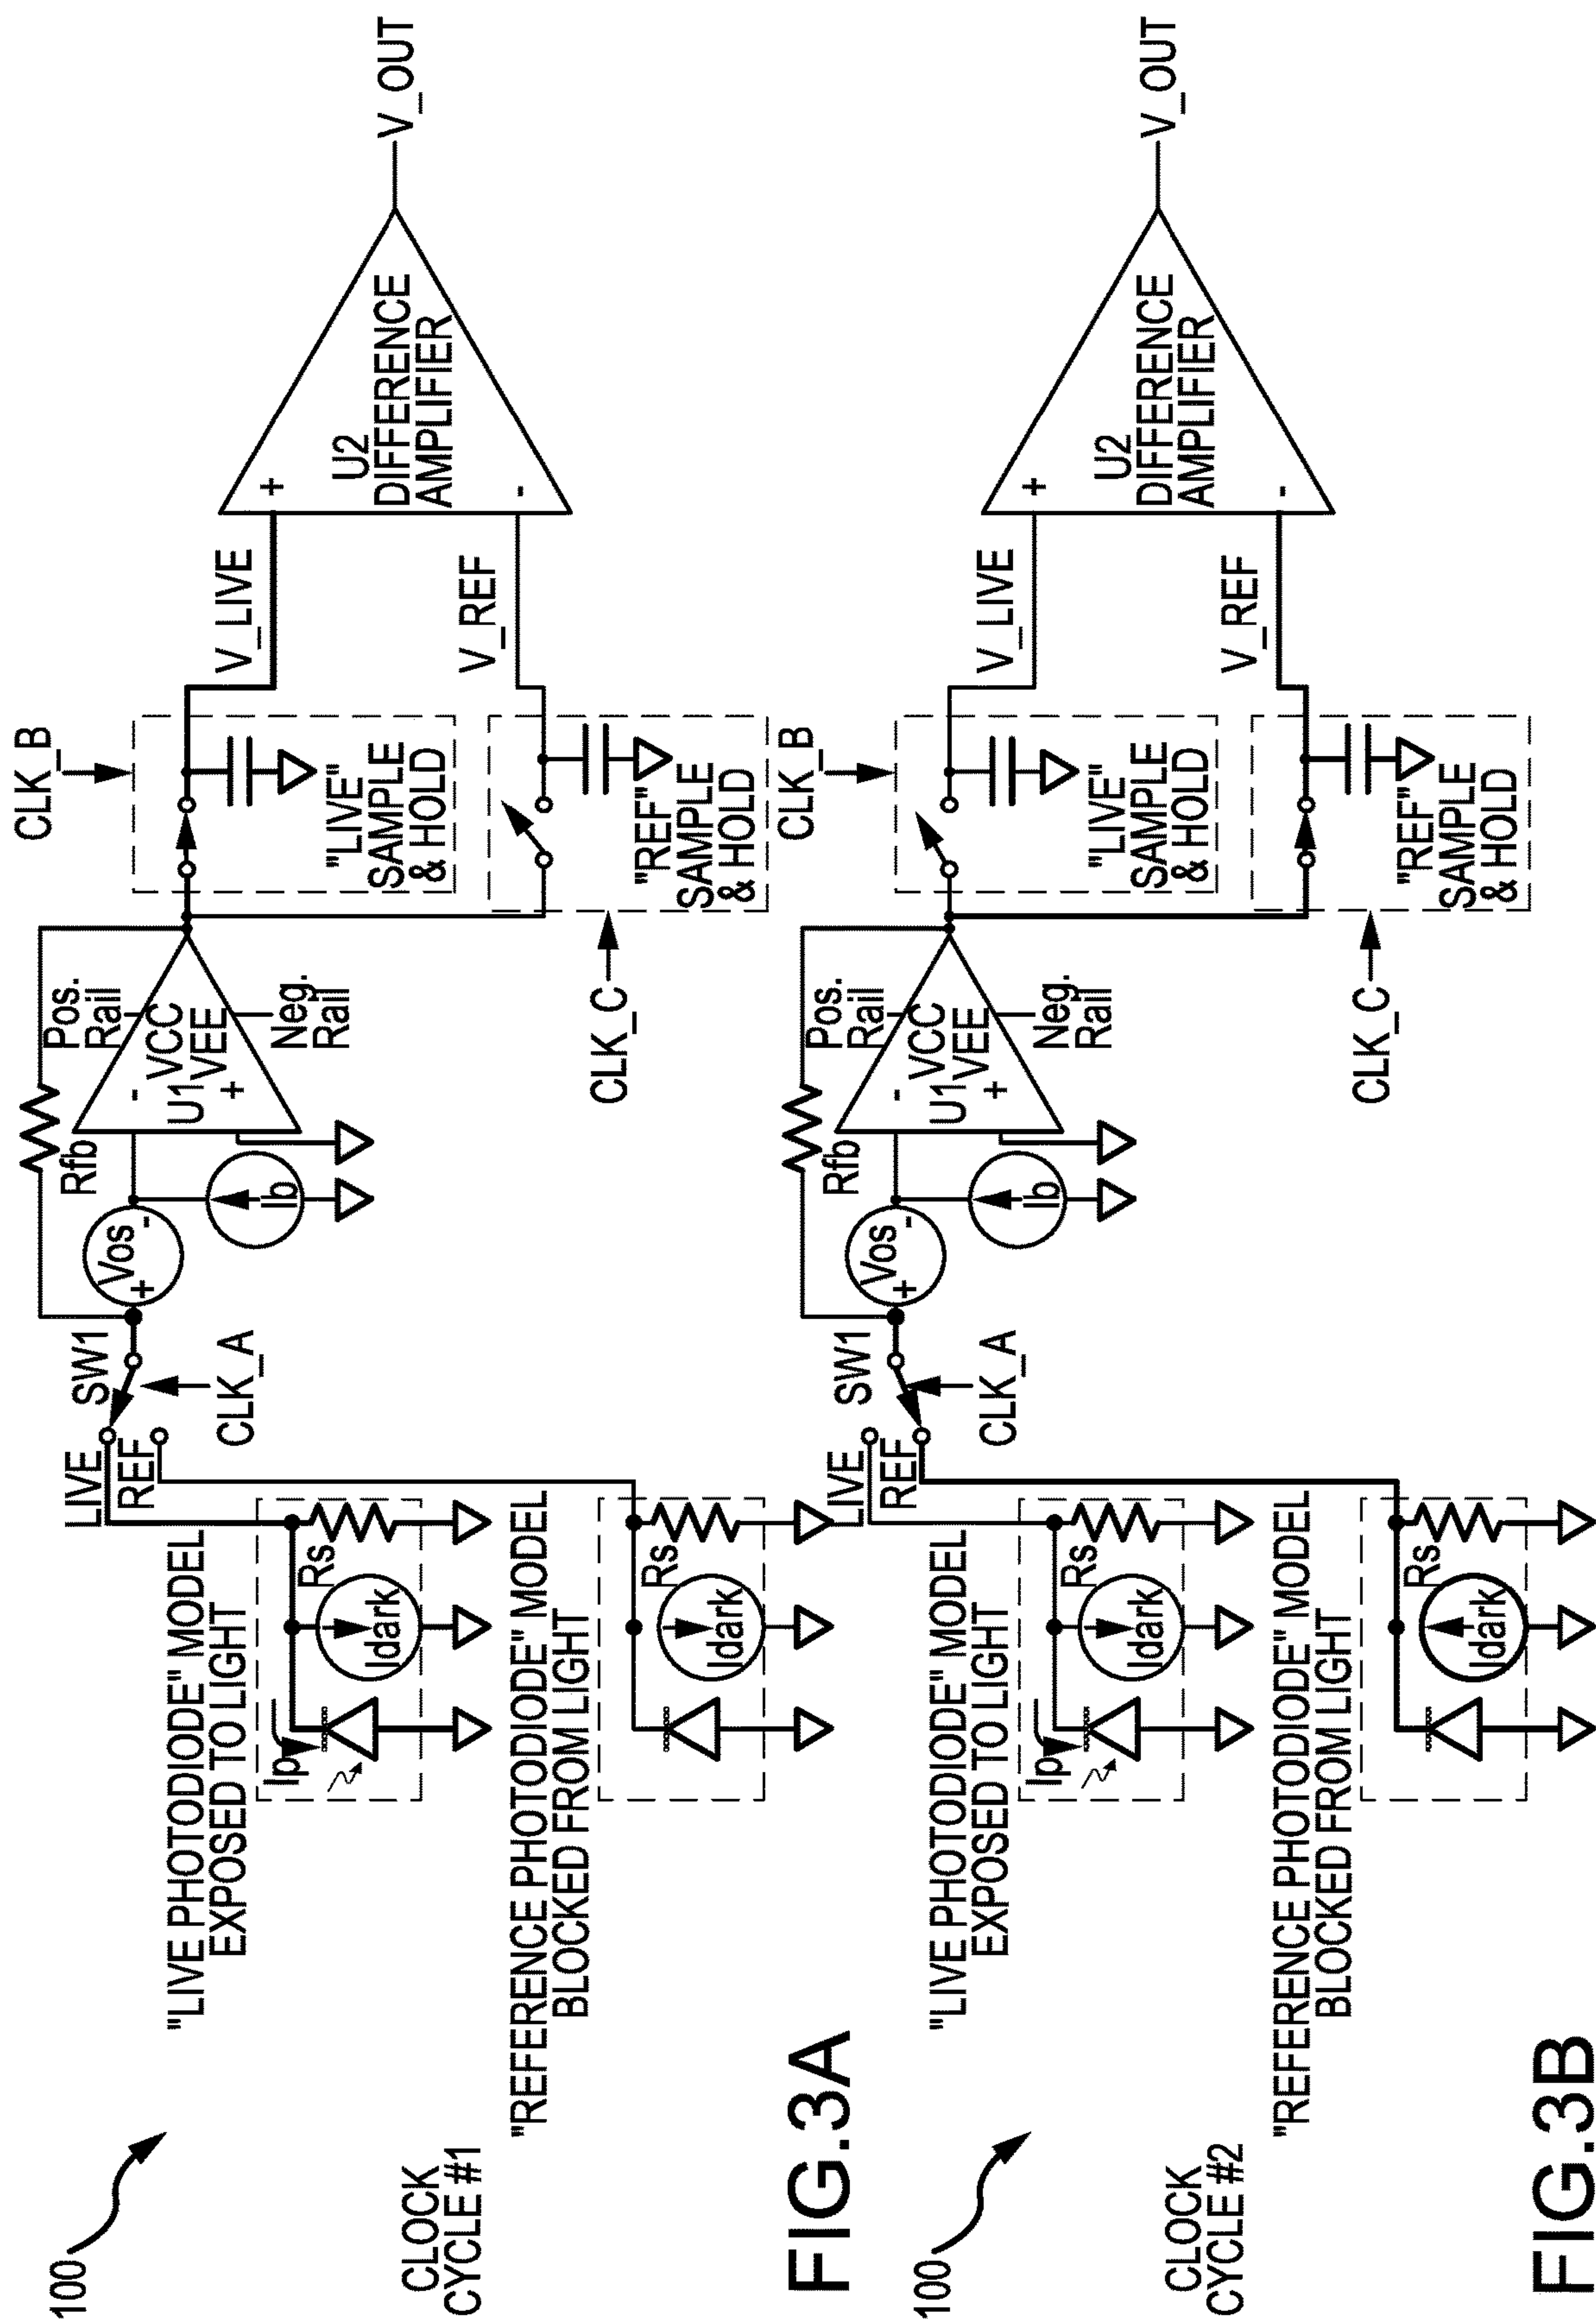 100
CLOCK
CYCLE #1
"LIVE PHOTODIODE" MODEL
EXPOSED TO LIGHT
Ip
Idark
Rs
"REFERENCE PHOTODIODE" MODEL
BLOCKED FROM LIGHT
Idark
Rs
LIVE
REF
SW1
CLK_A
Vos
+
-
Ib
Rfb
-
U1
+
VCC
VEE
Pos.
Rail
Neg.
Rail
CLK_B
"LIVE"
SAMPLE
& HOLD
CLK_C
"REF"
SAMPLE
& HOLD
V_LIVE
V_REF
+
-
U2
DIFFERENCE
AMPLIFIER
V_OUT
FIG.3A
100
CLOCK
CYCLE #2
"LIVE PHOTODIODE" MODEL
EXPOSED TO LIGHT
Ip
Idark
Rs
"REFERENCE PHOTODIODE" MODEL
BLOCKED FROM LIGHT
Idark
Rs
LIVE
REF
SW1
CLK_A
Vos
+
-
Ib
Rfb
-
U1
+
VCC
VEE
Pos.
Rail
Neg.
Rail
CLK_B
"LIVE"
SAMPLE
& HOLD
CLK_C
"REF"
SAMPLE
& HOLD
V_LIVE
V_REF
+
-
U2
DIFFERENCE
AMPLIFIER
V_OUT
FIG.3B